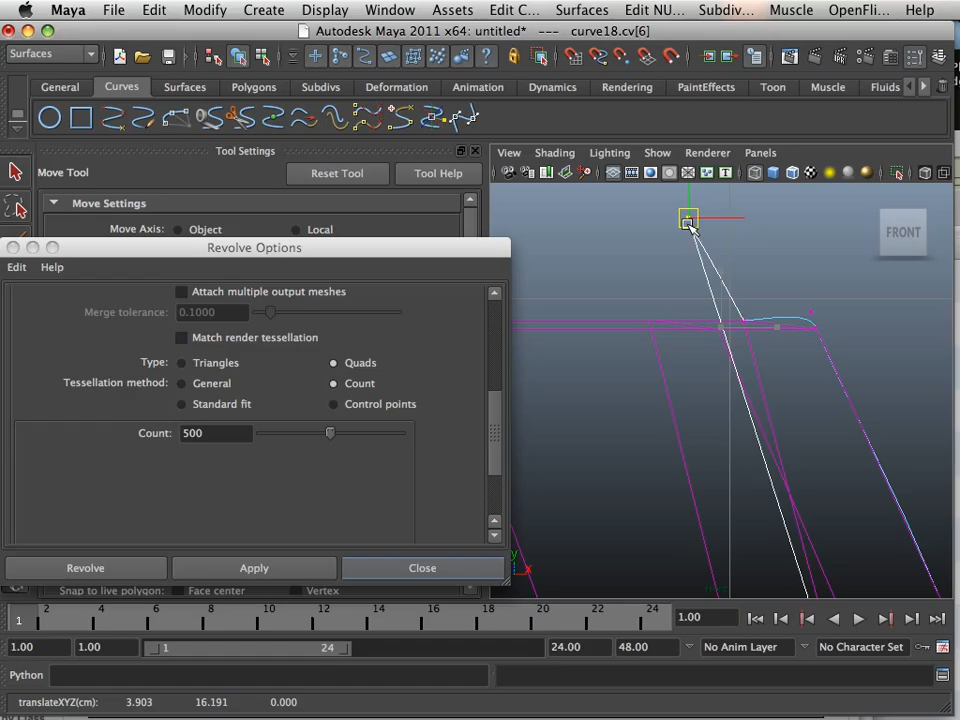 Maya File Edit Modify Create Display Window Assets Edit C... Surfaces Edit NU... Subdiv... Muscle OpenFli... Help
Autodesk Maya 2011 x64: untitled* --- curve18.cv[6]
Surfaces
General Curves Surfaces Polygons Subdivs Deformation Animation Dynamics Rendering PaintEffects Toon Muscle Fluids
Tool Settings
Move Tool Reset Tool Tool Help
Move Settings
Move Axis: Object Local
View Shading Lighting Show Renderer Panels
FRONT
Revolve Options
Edit Help
Attach multiple output meshes
Merge tolerance: 0.1000
Match render tessellation
Type: Triangles Quads
Tessellation method: General Count
Standard fit Control points
Count: 500
y
x
Revolve Apply Close
Snap to live polygon: Face center Vertex
1 2 4 6 8 10 12 14 16 18 20 22 24 1.00
1.00 1.00 1 24 24.00 48.00 No Anim Layer No Character Set
Python
translateXYZ(cm): 3.903 16.191 0.000